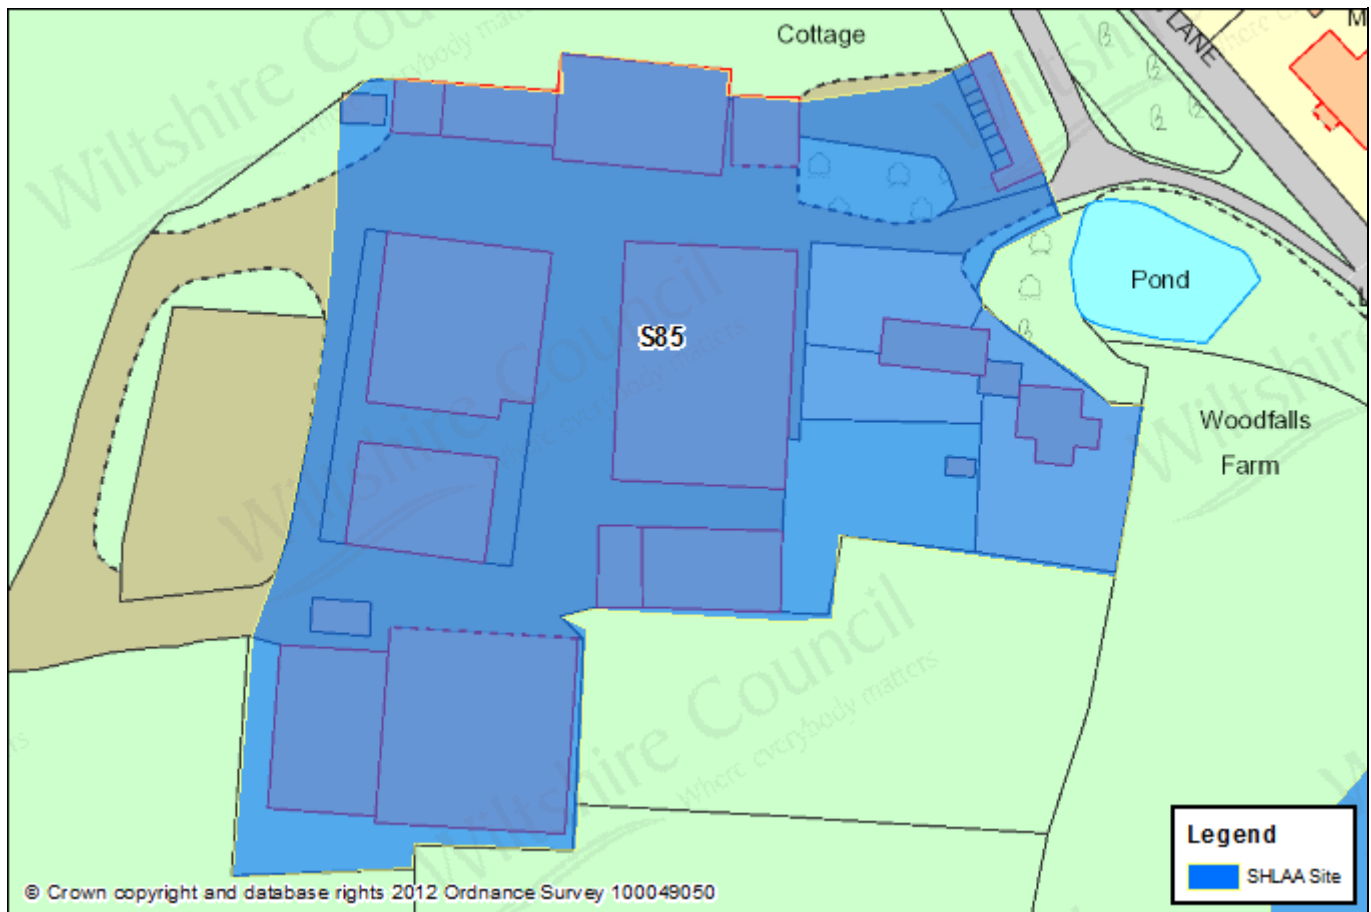 Cottage
LANE
M
Pond
S85
Woodfalls
Farm
L
Wiltshire Council
Where everybody matters
Legend
SHLAA Site
© Crown copyright and database rights 2012 Ordnance Survey 100049050